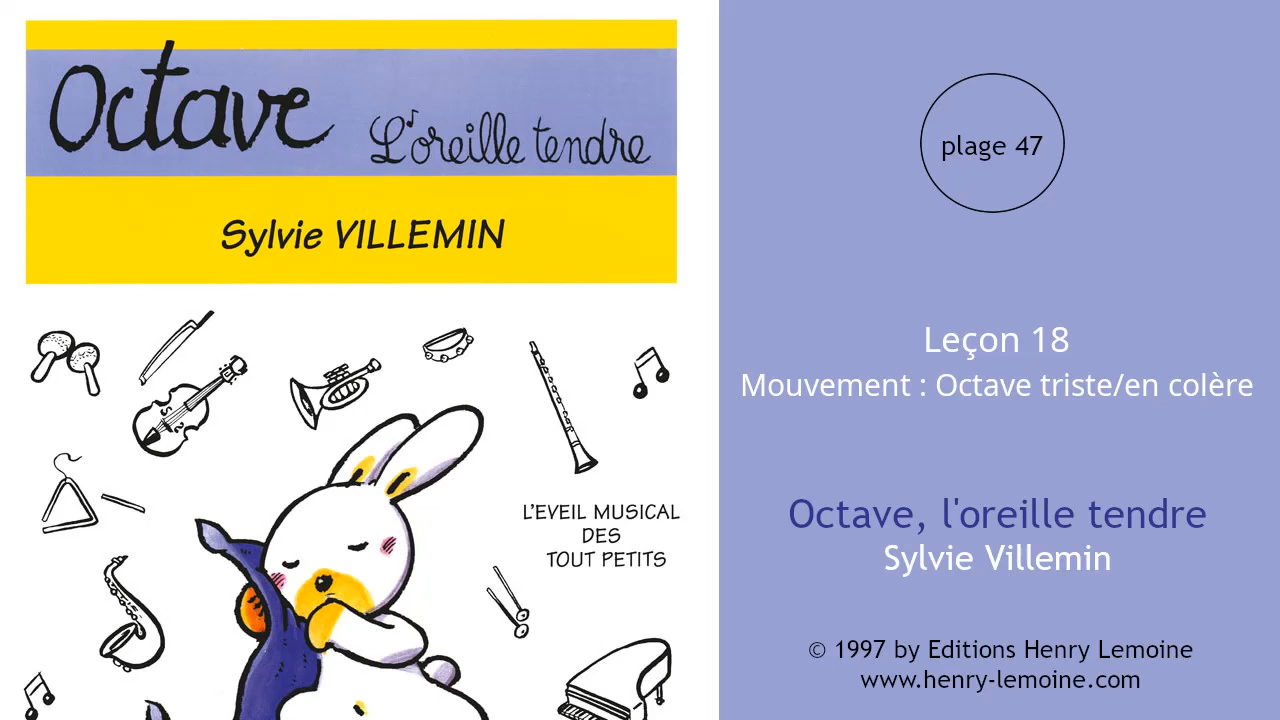 Octave
L'oreille tendre
Sylvie VILLEMIN
L'EVEIL MUSICAL
DES
TOUT PETITS
plage 47
Leçon 18
Mouvement : Octave triste/en colère
Octave, l'oreille tendre
Sylvie Villemin
© 1997 by Editions Henry Lemoine
www.henry-lemoine.com